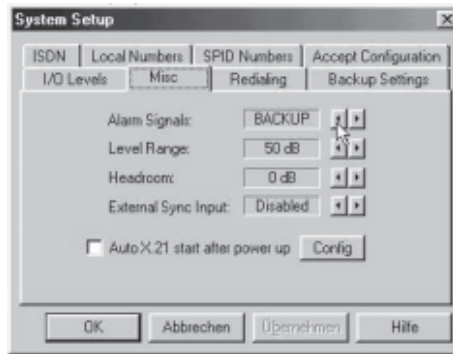 System Setup
ISDN Local Numbers SPID Numbers Accept Configuration
I/O Levels Misc Redialing Backup Settings
Alarm Signals: BACKUP
Level Range: 50 dB
Headroom: 0 dB
External Sync Input: Disabled
Auto X.21 start after power up Config
OK Abbrechen Übernehmen Hilfe